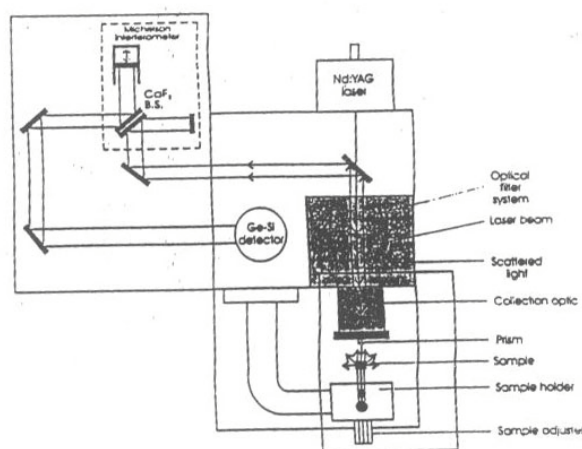 Michelson
Interferometer
CaF₂
B.S.
Nd:YAG
laser
Optical
filter
system
Laser beam
Ge-Si
detector
Scattered
light
Collection optic
Prism
Sample
Sample holder
Sample adjuster